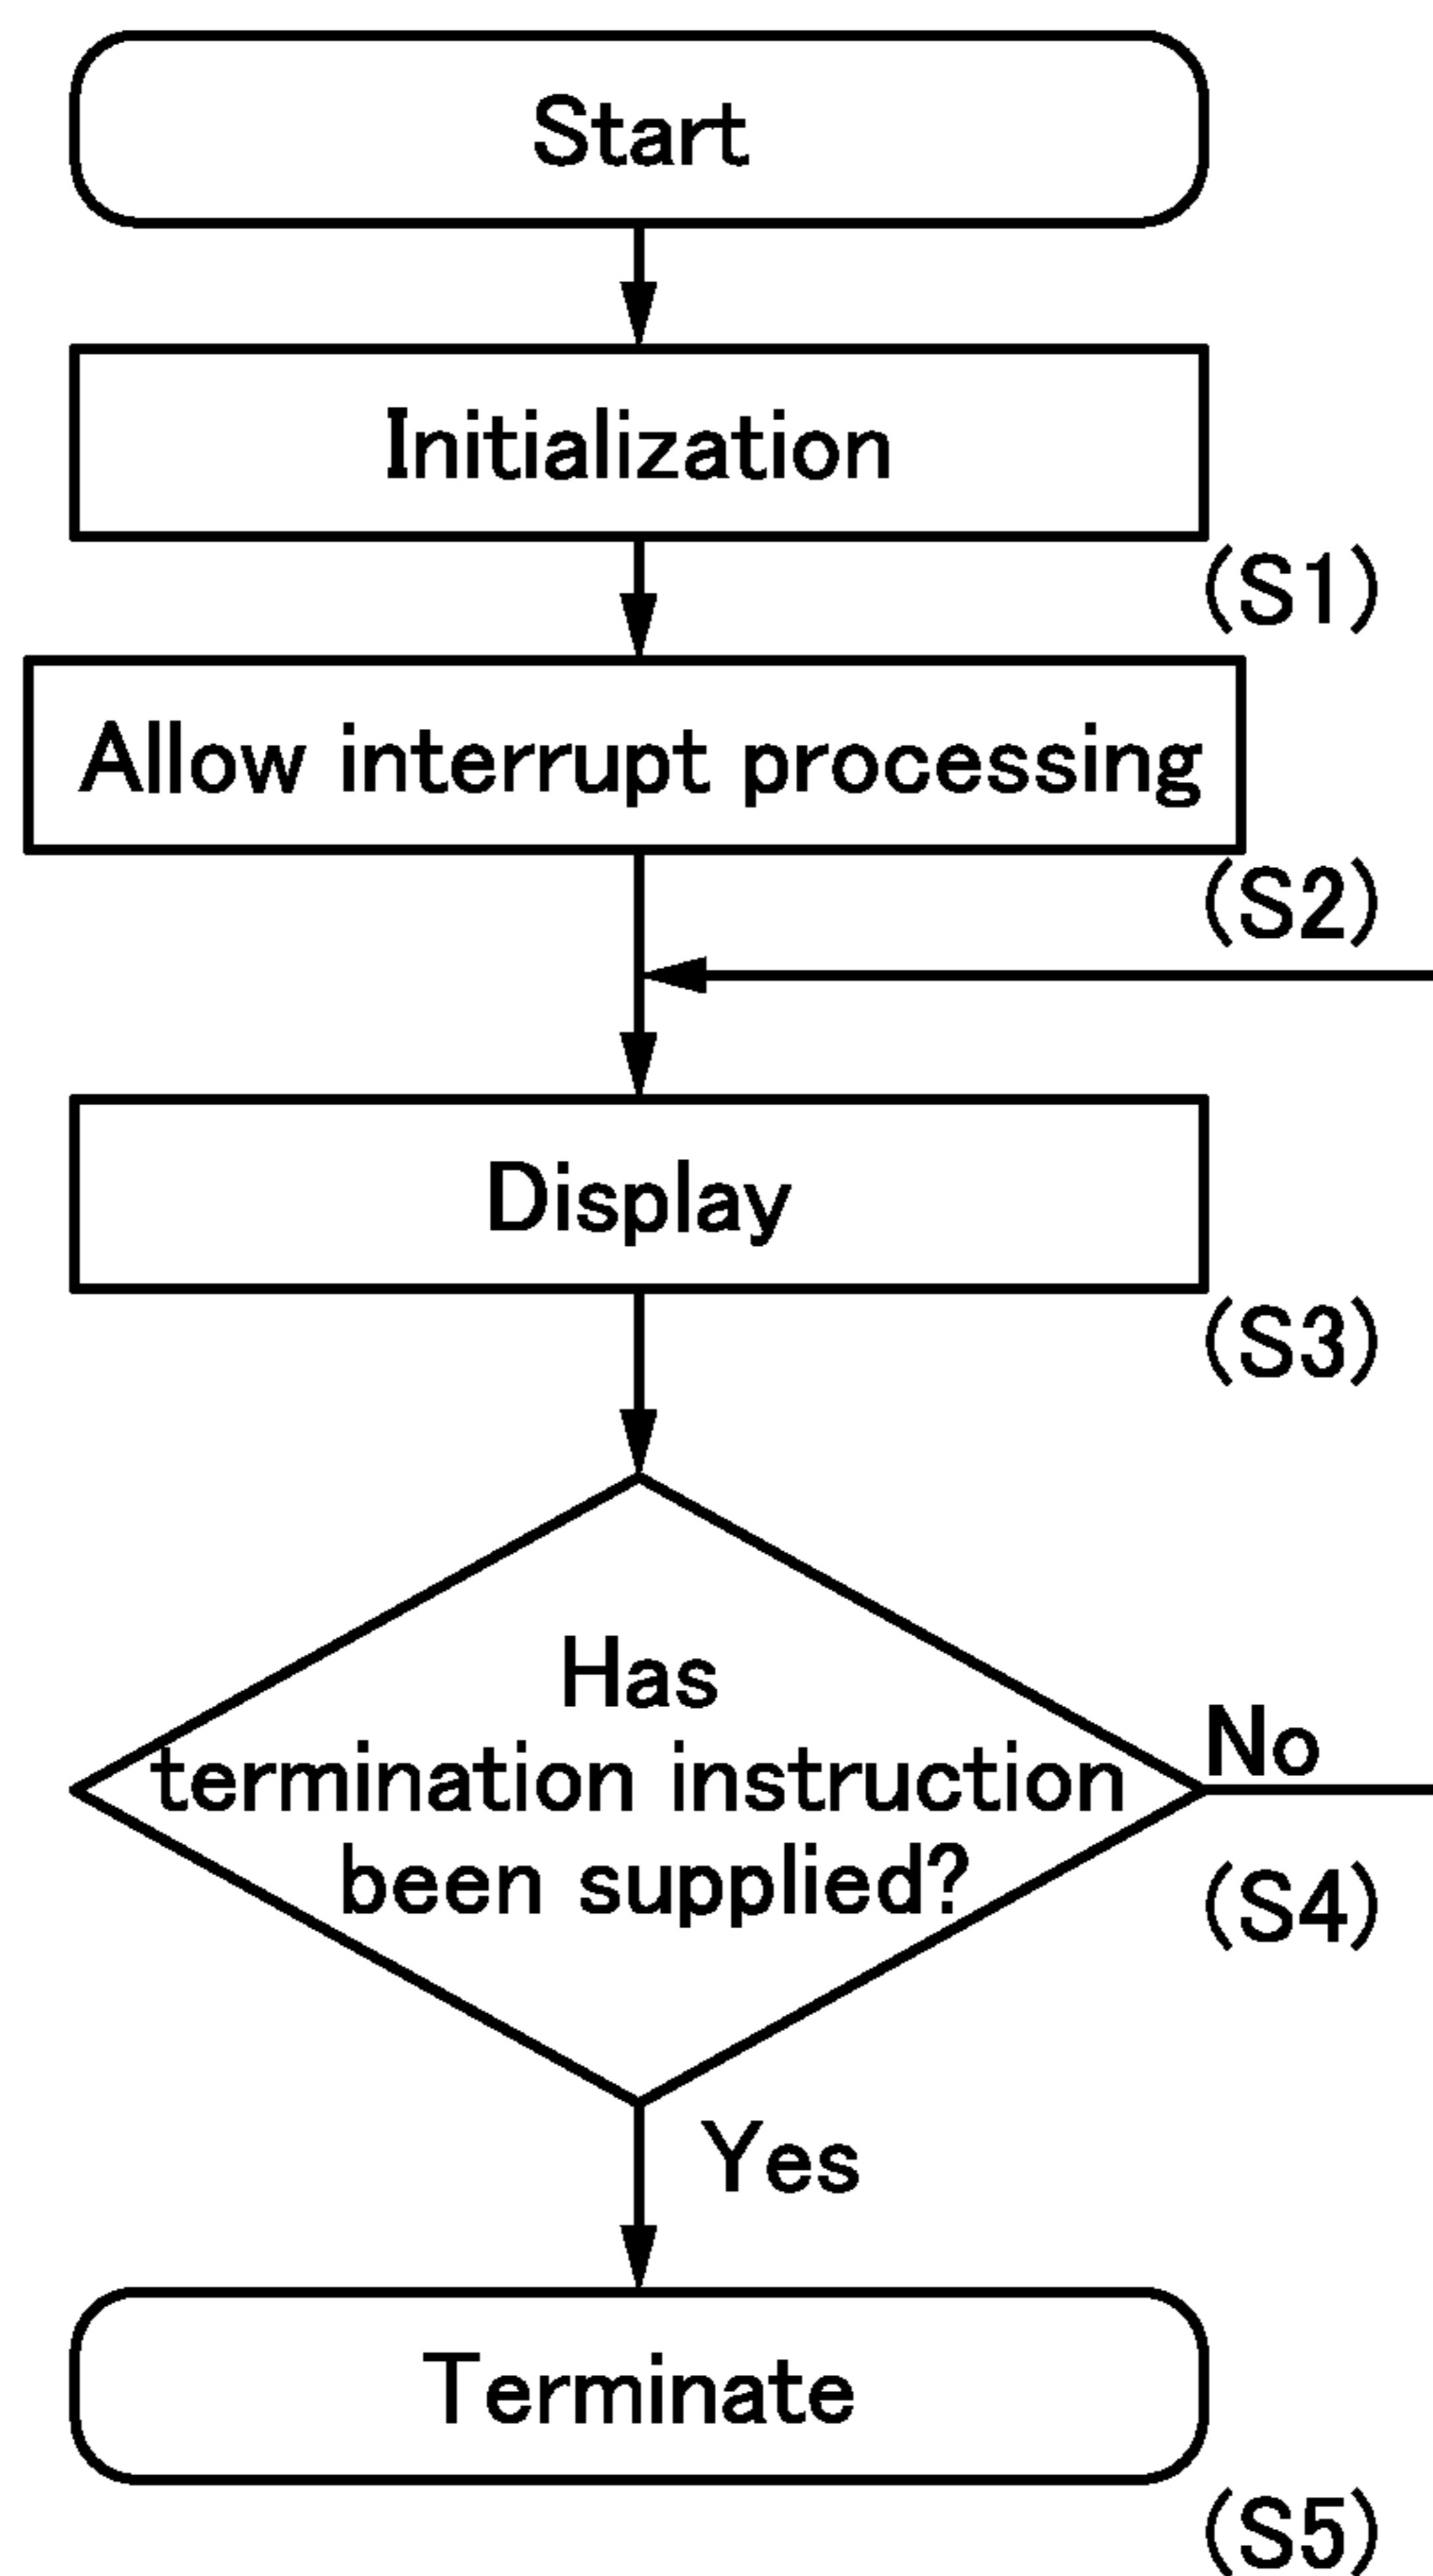 Start
Initialization
(S1)
Allow interrupt processing
(S2)
Display
(S3)
Has
termination instruction
been supplied?
No
(S4)
Yes
Terminate
(S5)